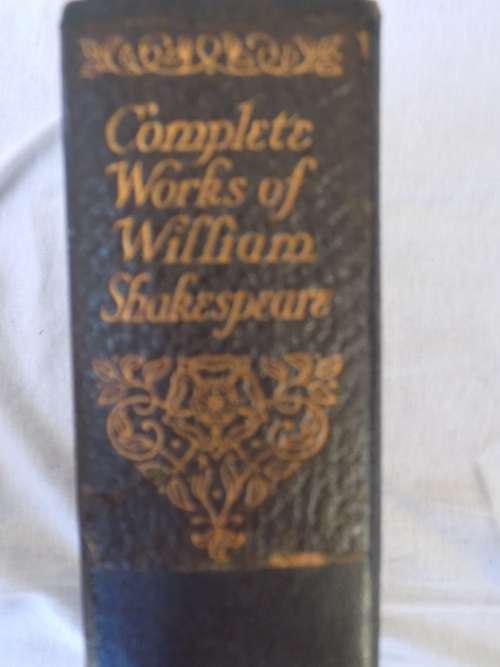 Complete
Works of
William
Shakespeare